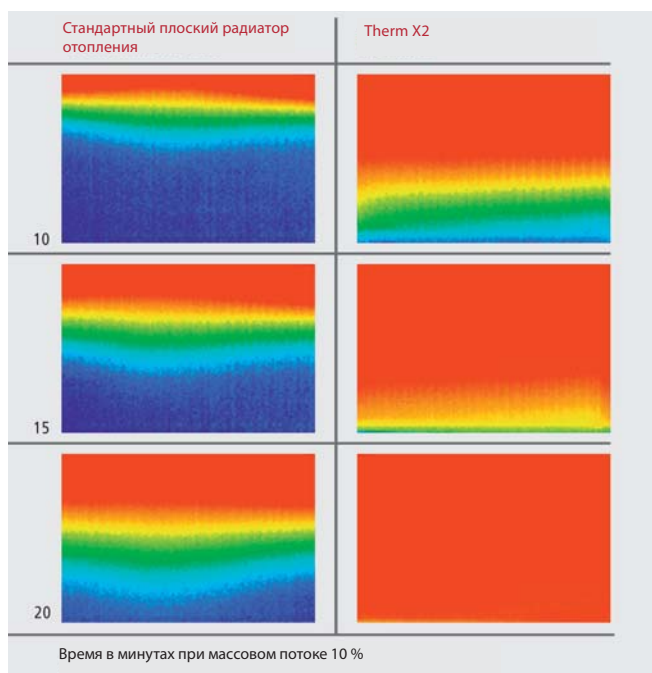 Стандартный плоский радиатор
отопления
Therm X2
10
15
20
Время в минутах при массовом потоке 10 %